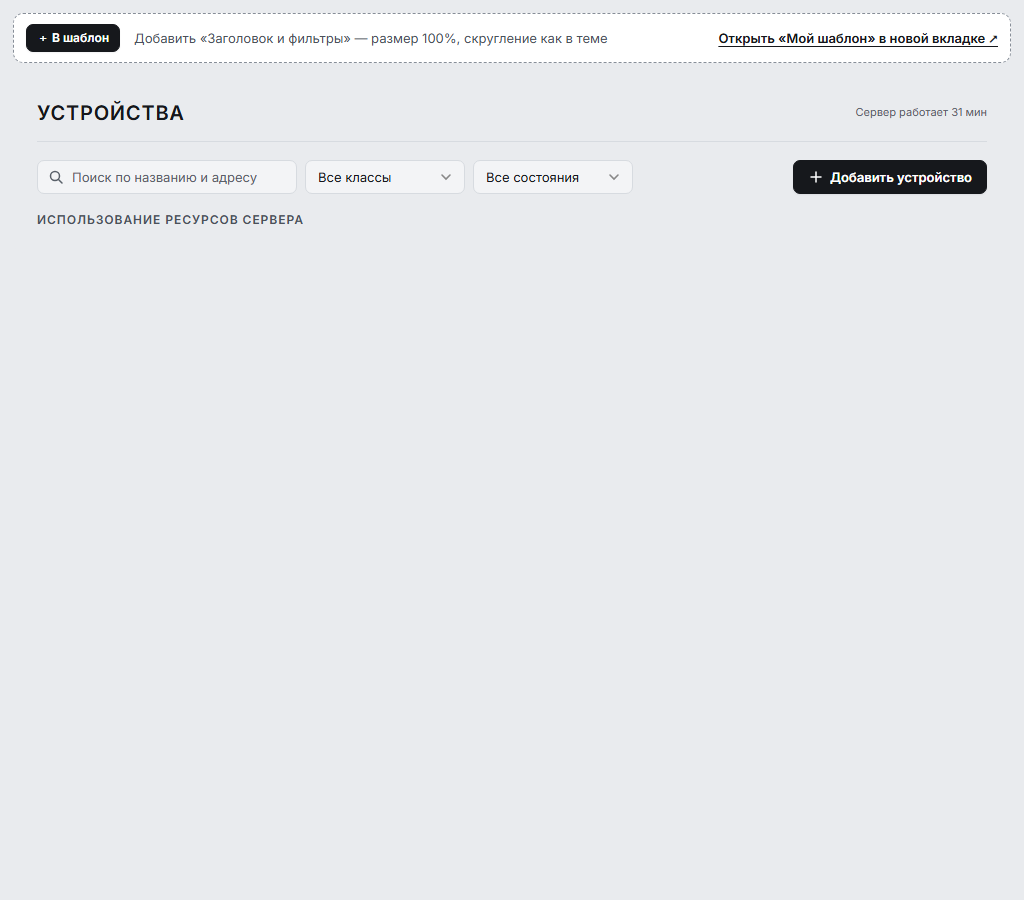 + В шаблон Добавить «Заголовок и фильтры» — размер 100%, скругление как в теме Открыть «Мой шаблон» в новой вкладке ↗
УСТРОЙСТВА Сервер работает 31 мин
Поиск по названию и адресу Все классы Все состояния + Добавить устройство
ИСПОЛЬЗОВАНИЕ РЕСУРСОВ СЕРВЕРА